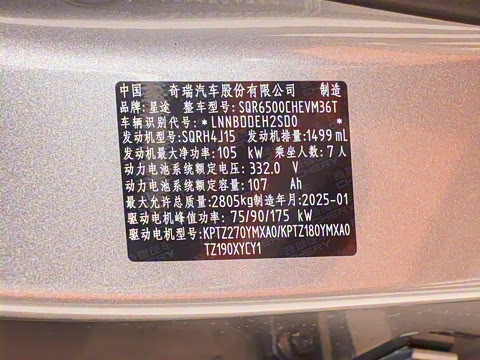 中国 奇瑞汽车股份有限公司 制造
品牌: 星途 整车型号: SQR6500CHEVM36T
车辆识别代号: *LNNBDDEH2SD0 *
发动机型号:SQRH4J15 发动机排量:1499 mL
发动机最大净功率: 105 kW 乘坐人数: 7 人
动力电池系统额定电压: 332.0 V
动力电池系统额定容量: 107 Ah
最大允许总质量:2805kg制造年月:2025-01
驱动电机峰值功率: 75/90/175 kW
驱动电机型号:KPTZ270YMXA0/KPTZ180YMXA0
TZ190XYCY1